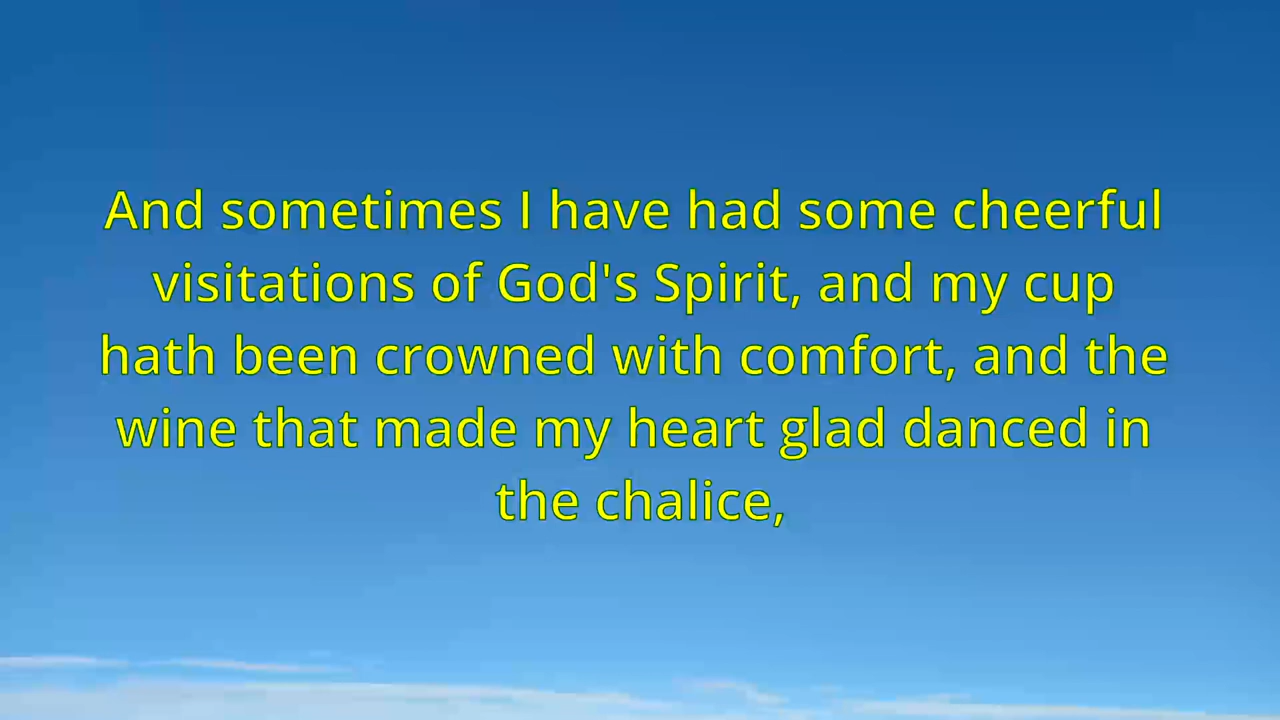 And sometimes I have had some cheerful
visitations of God's Spirit, and my cup
hath been crowned with comfort, and the
wine that made my heart glad danced in
the chalice,